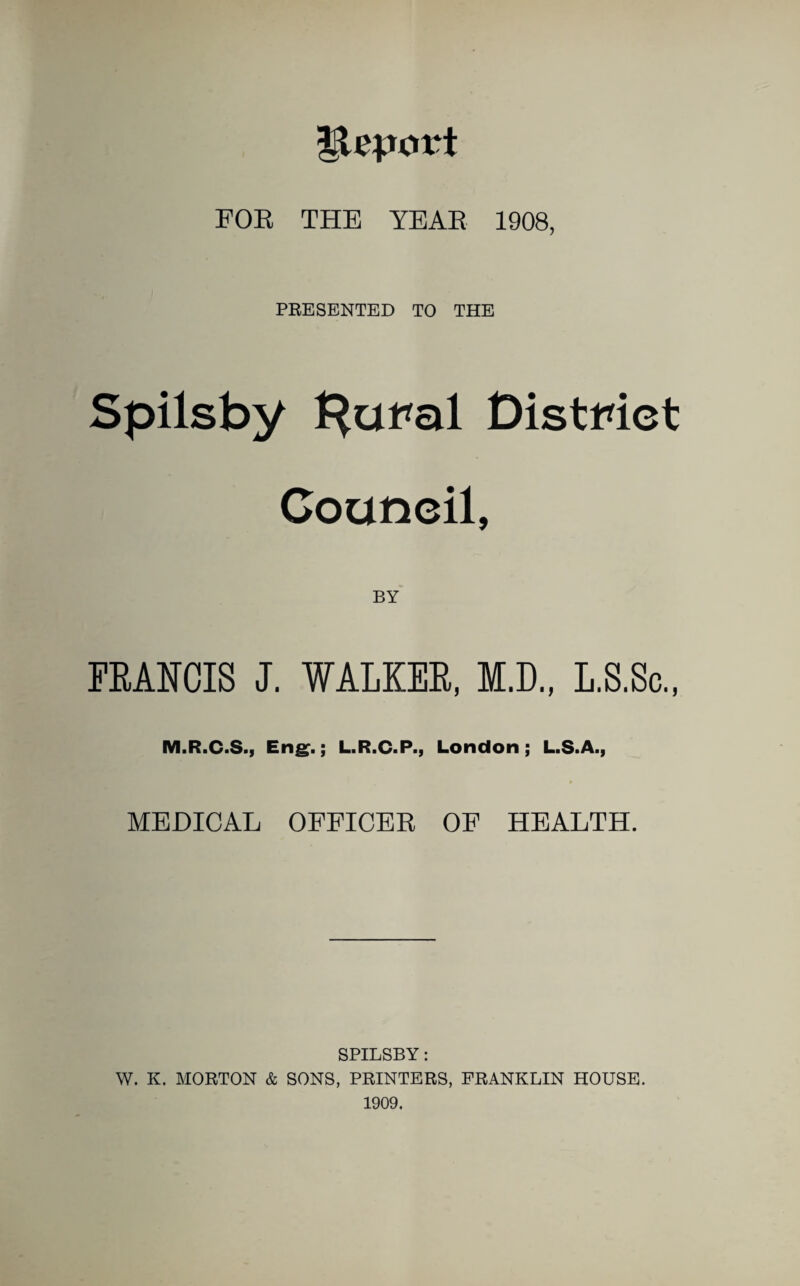 Report
FOR THE YEAR 1908,
PRESENTED TO THE
Spilsby Rural District
Council,
BY
FRANCIS J. WALKER, M.D., L.S.Sc.,
M.R.C.S., Eng.; L.R.C.P., London; L.S.A.,
MEDICAL OFFICER OF HEALTH.
SPILSBY:
W. K. MORTON & SONS, PRINTERS, FRANKLIN HOUSE.
1909.